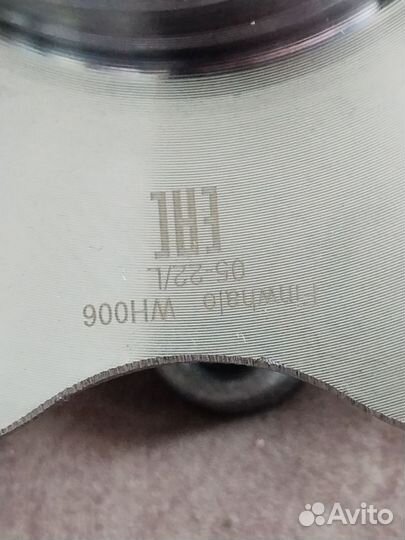 Finwhale WH006
05-22/L
EAC
Avito